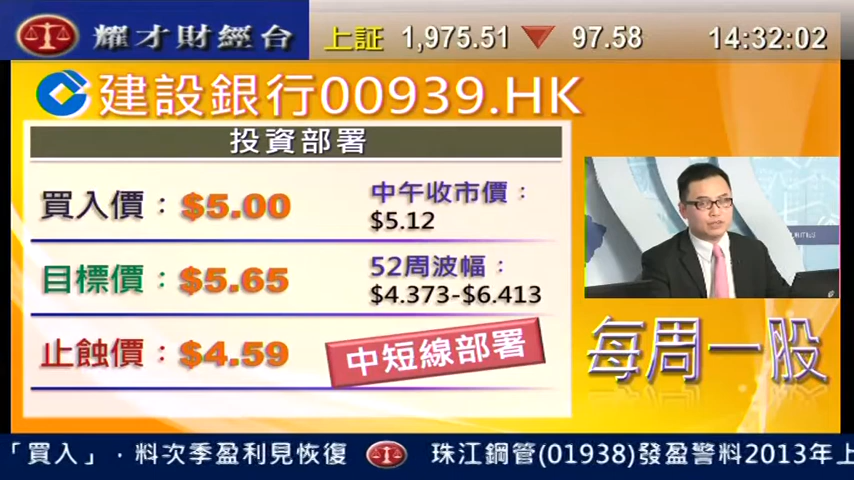 耀才財經台
上証 1,975.51 97.58 14:32:02
建設銀行00939.HK
投資部署
買入價：$5.00
中午收市價：
$5.12
目標價：$5.65
52周波幅：
$4.373-$6.413
止蝕價：$4.59
中短線部署
每周一股
「買入」，料次季盈利見恢復 珠江鋼管(01938)發盈警料2013年上